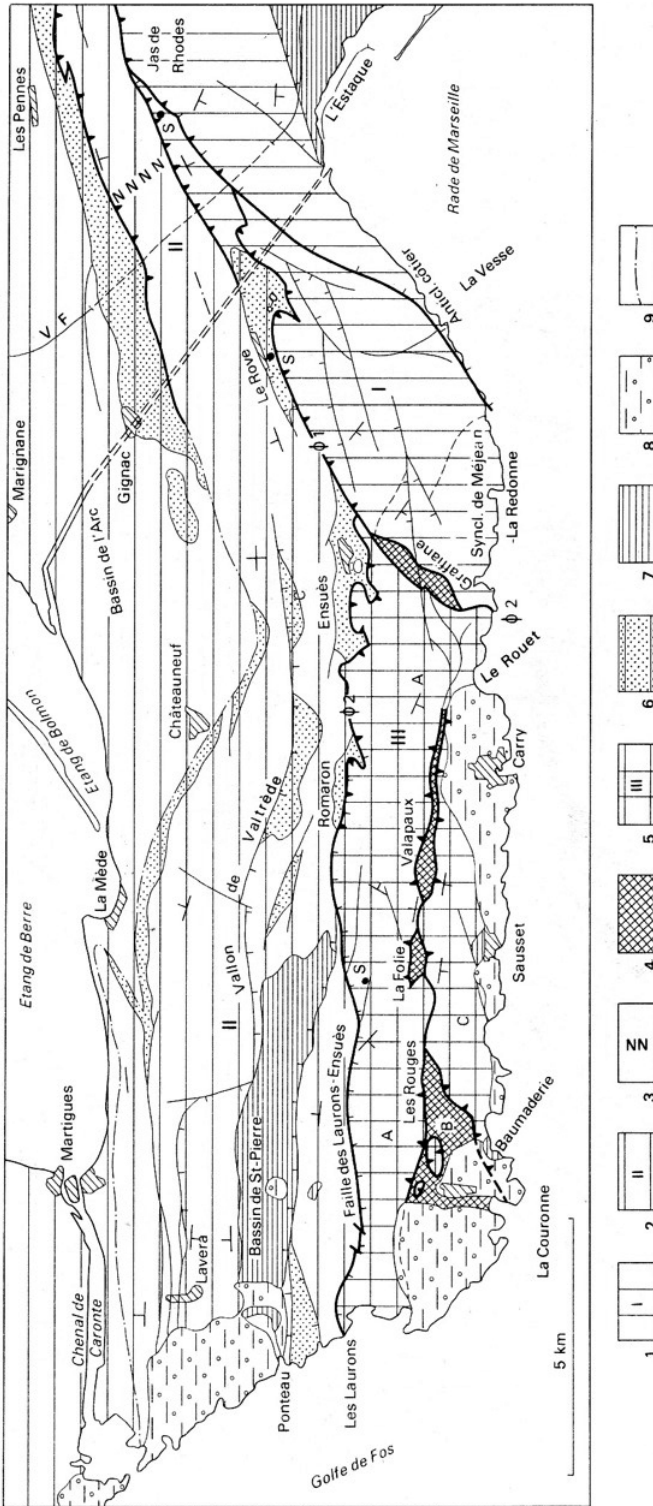 Etang de Berre
Martigues
La Mède
Etang de Bolmon
Marignane
Les Pennes
Chenal de
Caronte
Bassin de l'Arc
Châteauneuf
Gignac
V F
N N N N
II
II
Jas de
Rhodes
S
Lavera
Vallon de Valtrède
Bassin de St-Pierre
Ponteau
Ensuès
Le Rove
S
L'Estaque
Golfe de Fos
Les Laurons
Faille des Laurons-Ensuès
Romaron
ϕ2
ϕ1
I
Rade de Marseille
S
A
III
A
Graffiane
Anticl. côtier
La Vesse
Les Rouges
La Folie
Valapaux
B
C
Le Rouet
ϕ2
Syncl. de Méjean
La Redonne
Carry
Sausset
Baumaderie
La Couronne
5 km
I
II
NN
III
1
2
3
4
5
6
7
8
9